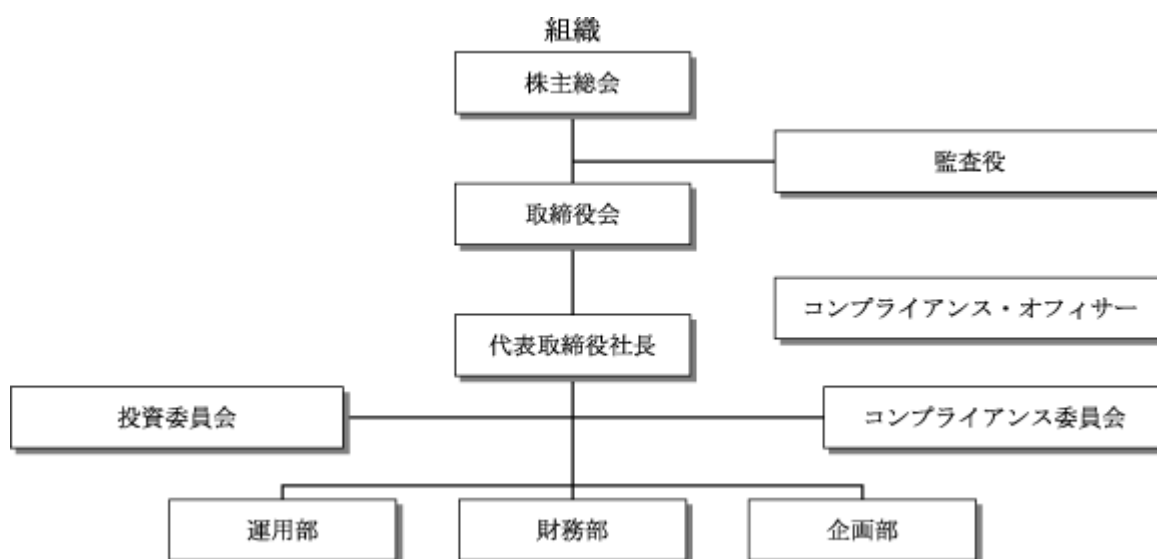 組織
株主総会
監査役
取締役会
コンプライアンス・オフィサー
代表取締役社長
投資委員会
コンプライアンス委員会
運用部
財務部
企画部